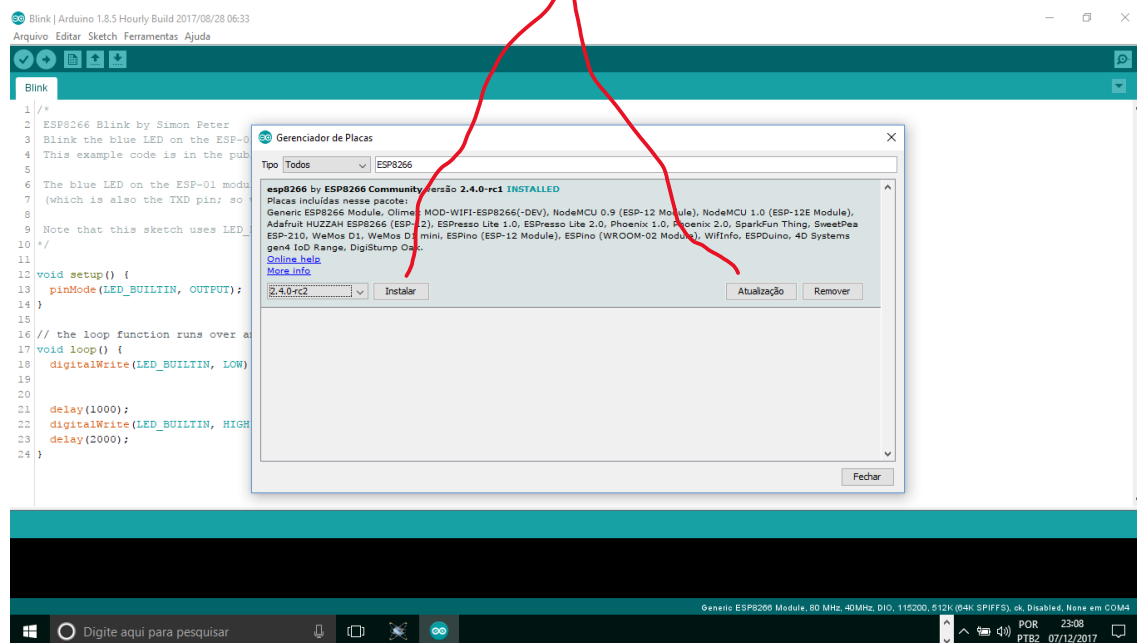 Blink | Arduino 1.8.5 Hourly Build 2017/08/28 06:33
Arquivo Editar Sketch Ferramentas Ajuda
Blink
1 /*
2 ESP8266 Blink by Simon Peter
3 Blink the blue LED on the ESP-0
4 This example code is in the pub
5
6 The blue LED on the ESP-01 modu
7 (which is also the TXD pin; so
8
9 Note that this sketch uses LED_
10 */
11
12 void setup() {
13 pinMode(LED_BUILTIN, OUTPUT);
14 }
15
16 // the loop function runs over a
17 void loop() {
18 digitalWrite(LED_BUILTIN, LOW)
19
20
21 delay(1000);
22 digitalWrite(LED_BUILTIN, HIGH
23 delay(2000);
24 }
Gerenciador de Placas
Tipo Todos ESP8266
esp8266 by ESP8266 Community versão 2.4.0-rc1 INSTALLED
Placas incluídas nesse pacote:
Generic ESP8266 Module, Olimex MOD-WIFI-ESP8266(-DEV), NodeMCU 0.9 (ESP-12 Module), NodeMCU 1.0 (ESP-12E Module),
Adafruit HUZZAH ESP8266 (ESP-12), ESPresso Lite 1.0, ESPresso Lite 2.0, Phoenix 1.0, Phoenix 2.0, SparkFun Thing, SweetPea
ESP-210, WeMos D1, WeMos D1 mini, ESPino (ESP-12 Module), ESPino (WROOM-02 Module), WifInfo, ESPDuino, 4D Systems
gen4 IoD Range, DigiStump Oak.
Online help
More info
2.4.0-rc2 Instalar Atualização Remover
Fechar
Generic ESP8266 Module, 80 MHz, 40MHz, DIO, 115200, 512K (64K SPIFFS), ck, Disabled, None em COM4
Digite aqui para pesquisar
POR 23:08
PTB2 07/12/2017